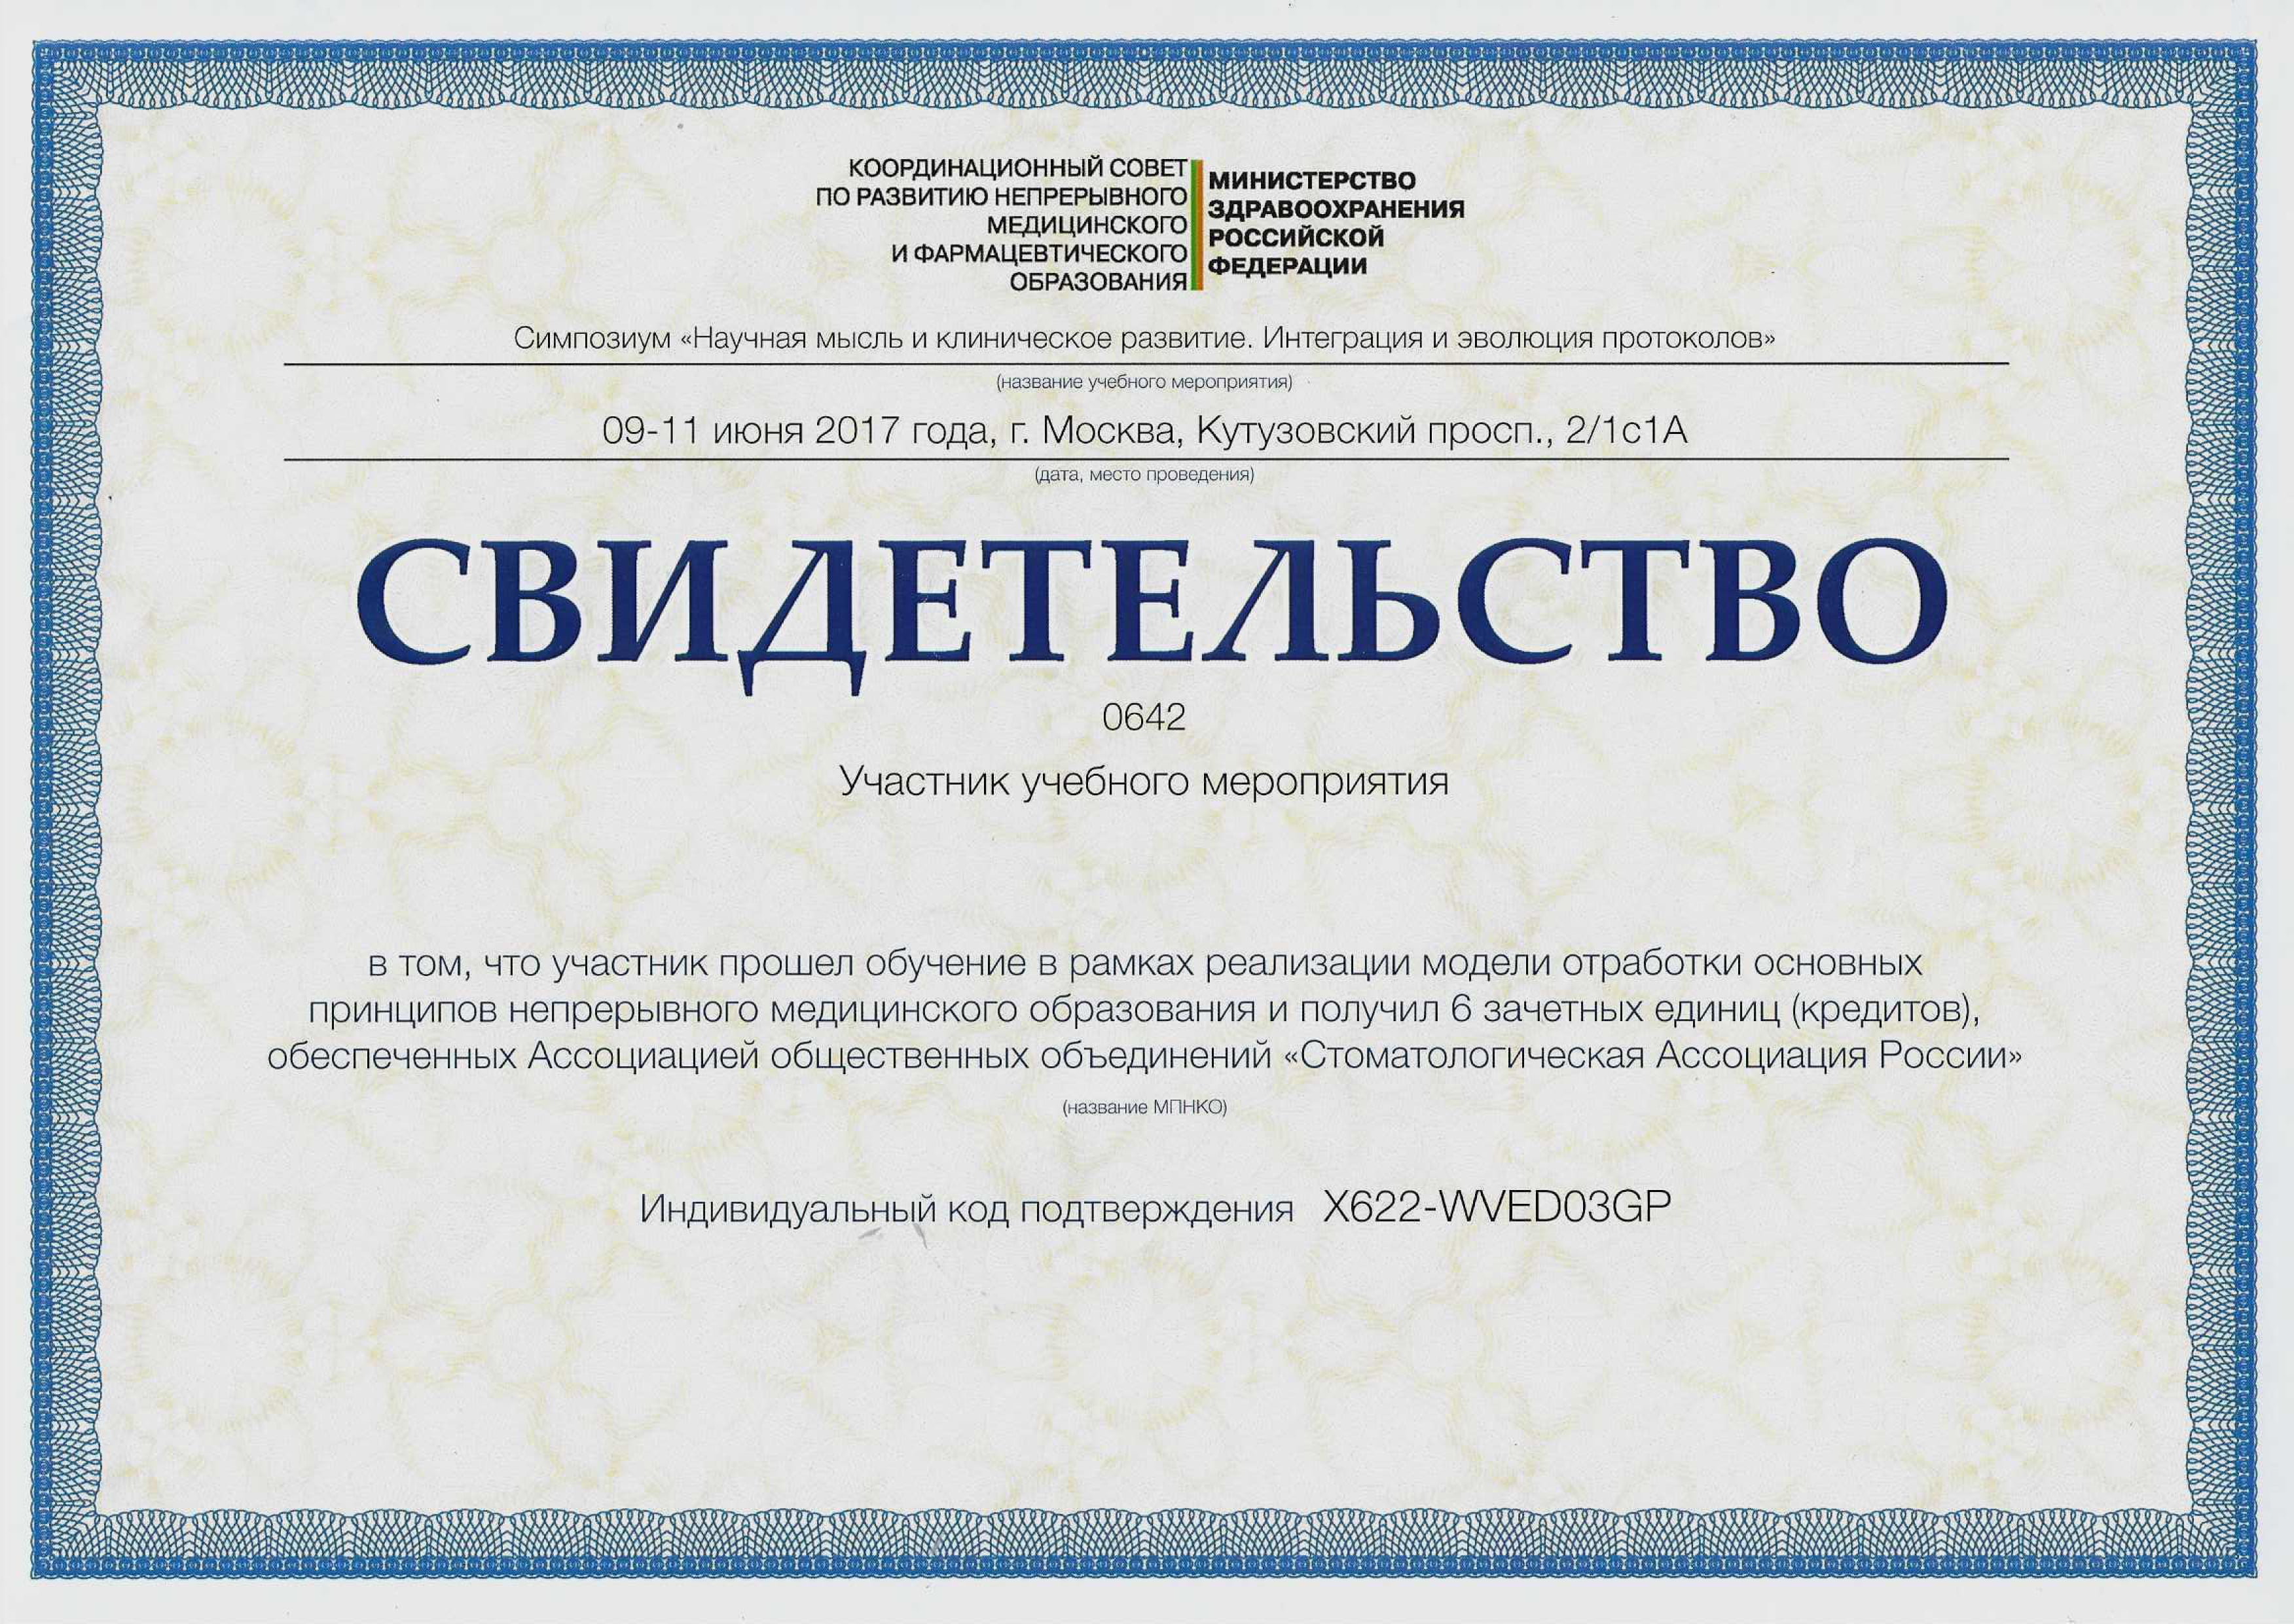 КООРДИНАЦИОННЫЙ СОВЕТ
ПО РАЗВИТИЮ НЕПРЕРЫВНОГО
МЕДИЦИНСКОГО
И ФАРМАЦЕВТИЧЕСКОГО
ОБРАЗОВАНИЯ
МИНИСТЕРСТВО
ЗДРАВООХРАНЕНИЯ
РОССИЙСКОЙ
ФЕДЕРАЦИИ
Симпозиум «Научная мысль и клиническое развитие. Интеграция и эволюция протоколов»
(название учебного мероприятия)
09-11 июня 2017 года, г. Москва, Кутузовский просп., 2/1с1А
(дата, место проведения)
СВИДЕТЕЛЬСТВО
0642
Участник учебного мероприятия
в том, что участник прошел обучение в рамках реализации модели отработки основных
принципов непрерывного медицинского образования и получил 6 зачетных единиц (кредитов),
обеспеченных Ассоциацией общественных объединений «Стоматологическая Ассоциация России»
(название МПНКО)
Индивидуальный код подтверждения X622-WVED03GP